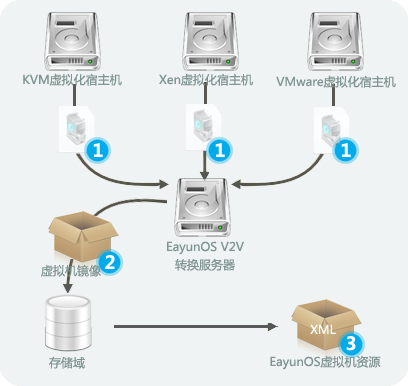 KVM虚拟化宿主机
Xen虚拟化宿主机
VMware虚拟化宿主机
1
1
1
EayunOS V2V
转换服务器
虚拟机镜像
2
存储域
XML
3
EayunOS虚拟机资源